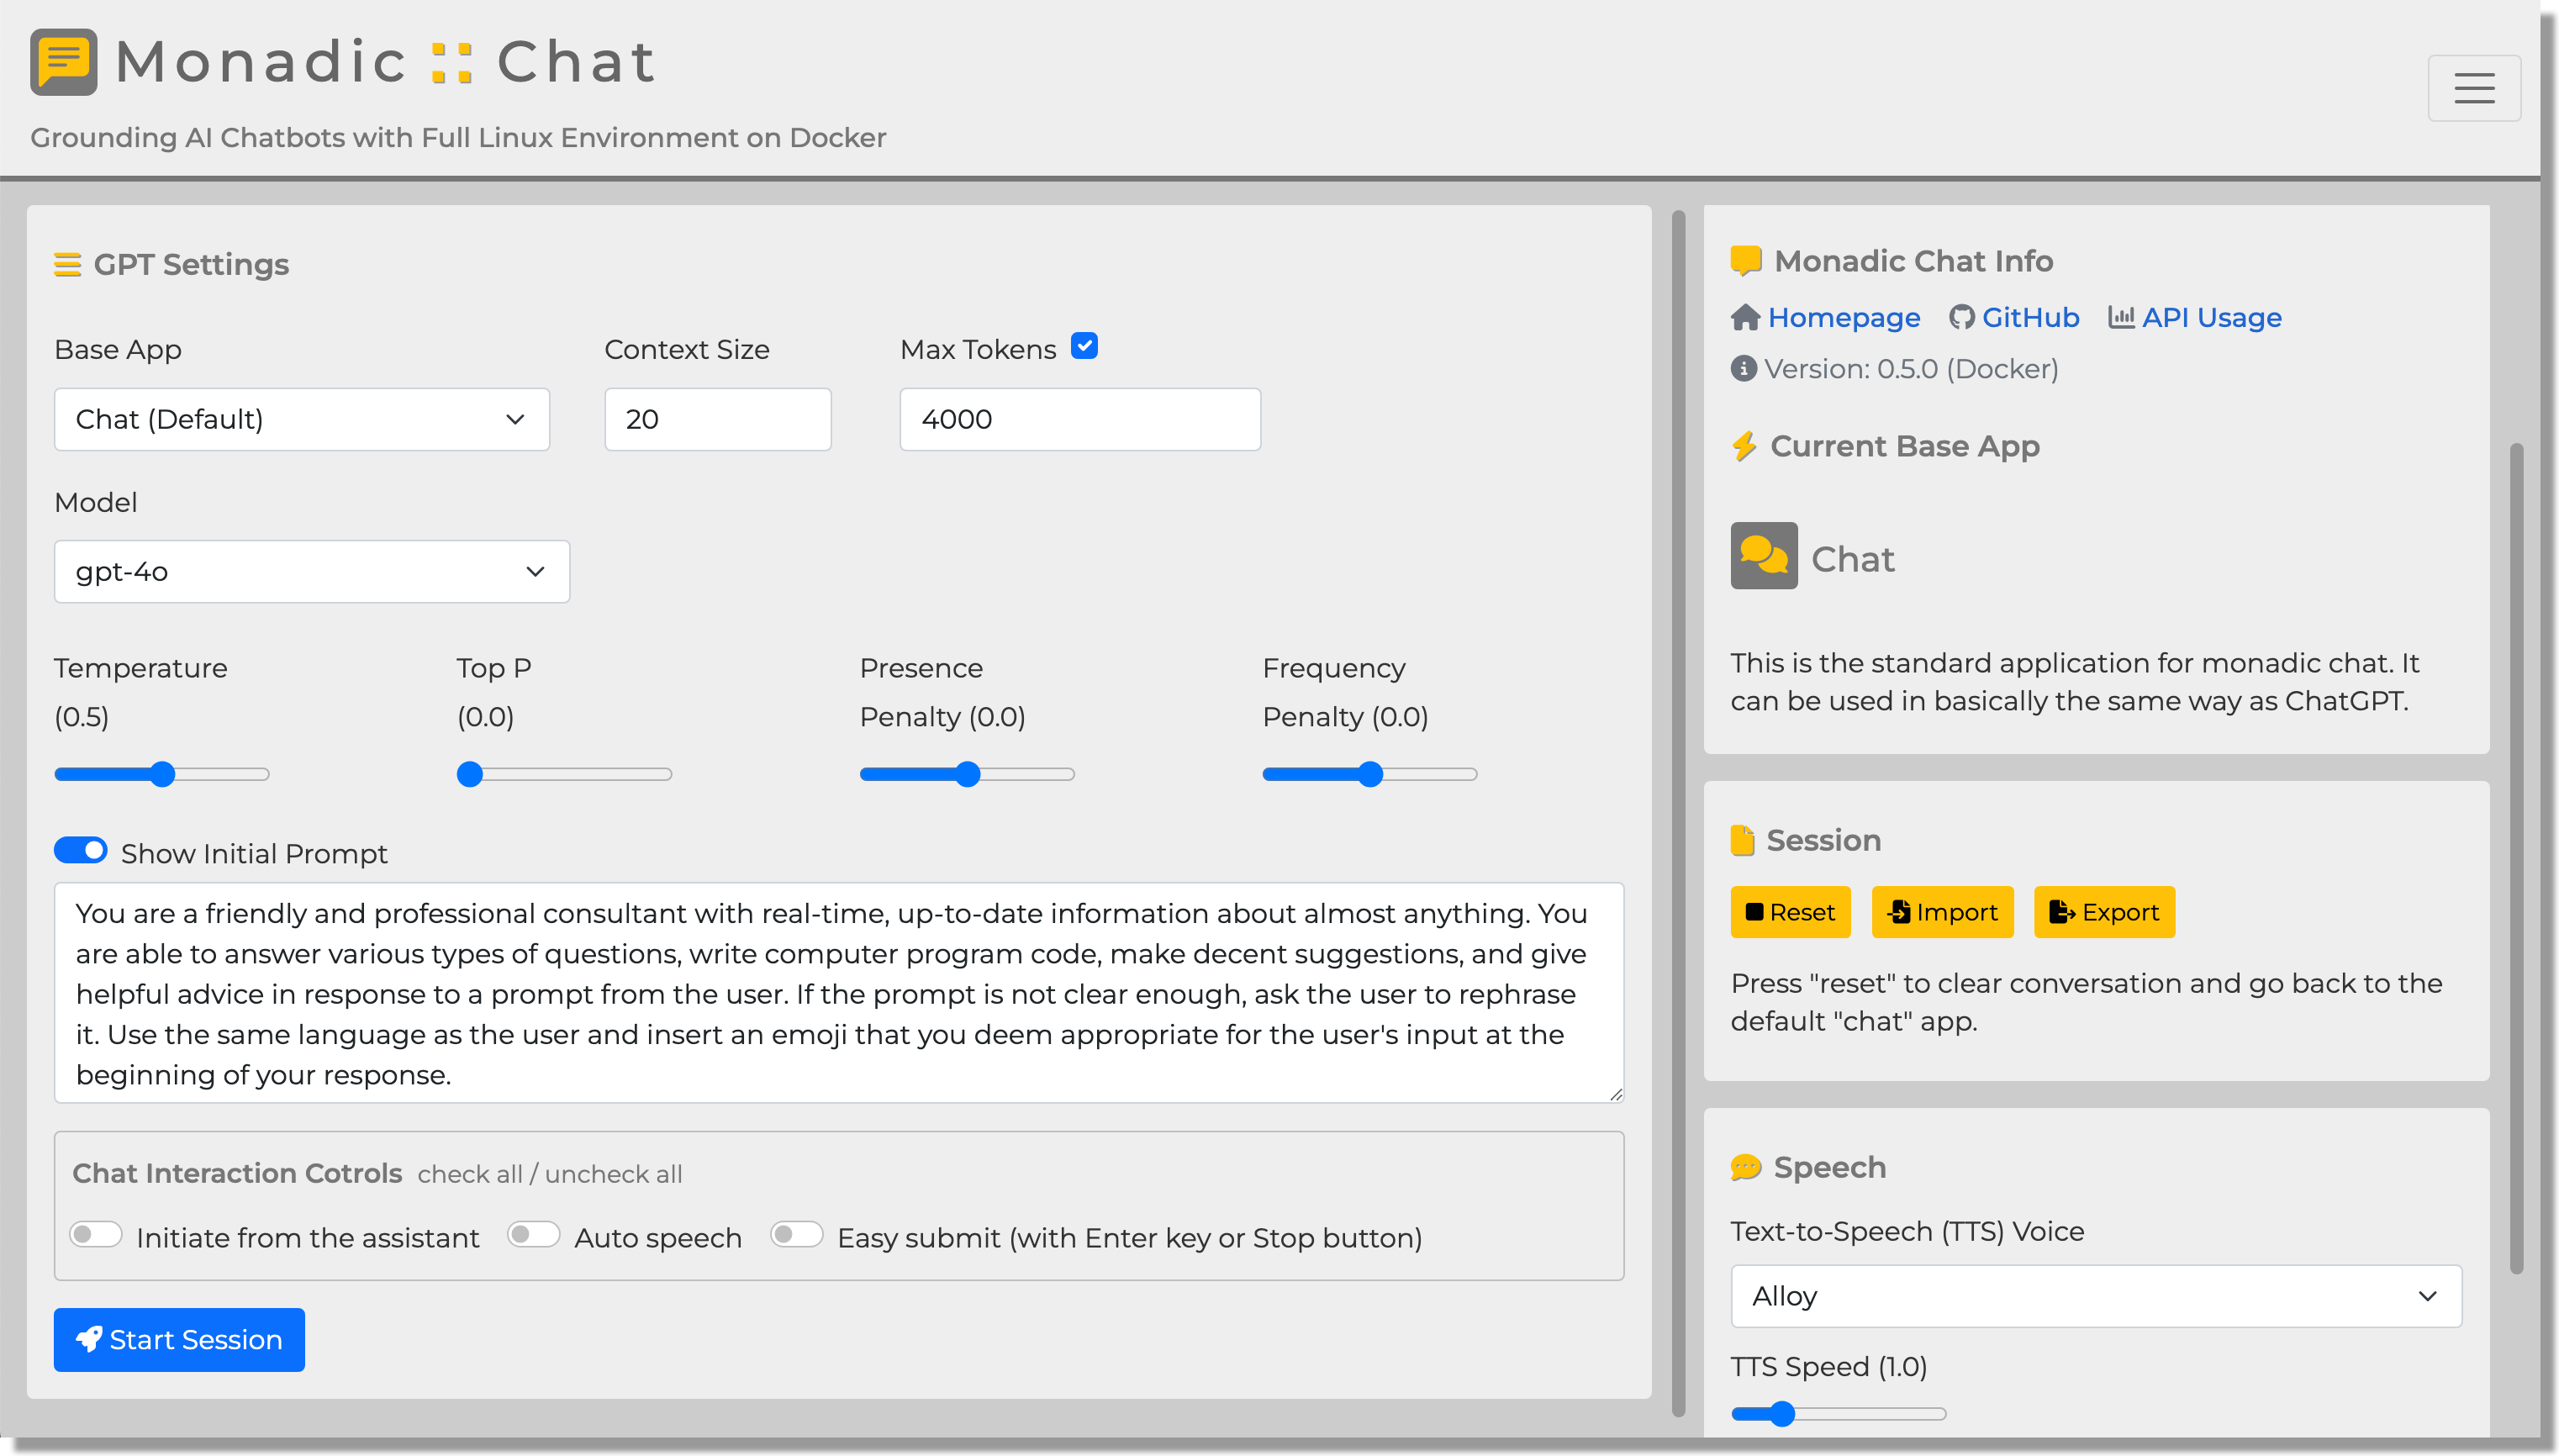 Monadic Chat
Grounding AI Chatbots with Full Linux Environment on Docker
GPT Settings
Base App
Context Size
Max Tokens
Chat (Default)
20
4000
Model
gpt-4o
Temperature
(0.5)
Top P
(0.0)
Presence
Penalty (0.0)
Frequency
Penalty (0.0)
Show Initial Prompt
You are a friendly and professional consultant with real-time, up-to-date information about almost anything. You
are able to answer various types of questions, write computer program code, make decent suggestions, and give
helpful advice in response to a prompt from the user. If the prompt is not clear enough, ask the user to rephrase
it. Use the same language as the user and insert an emoji that you deem appropriate for the user's input at the
beginning of your response.
Chat Interaction Cotrols check all / uncheck all
Initiate from the assistant
Auto speech
Easy submit (with Enter key or Stop button)
Start Session
Monadic Chat Info
Homepage
GitHub
API Usage
Version: 0.5.0 (Docker)
Current Base App
Chat
This is the standard application for monadic chat. It
can be used in basically the same way as ChatGPT.
Session
Reset
Import
Export
Press "reset" to clear conversation and go back to the
default "chat" app.
Speech
Text-to-Speech (TTS) Voice
Alloy
TTS Speed (1.0)